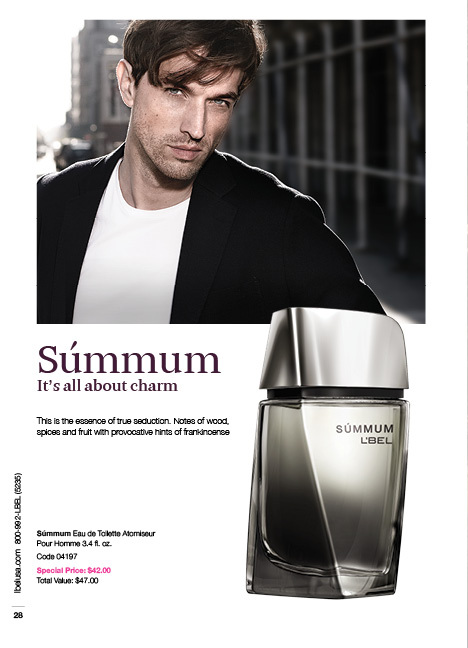 Súmmum
It's all about charm
This is the essence of true seduction. Notes of wood,
spices and fruit with provocative hints of frankincense
SÚMMUM
L'BEL
Súmmum Eau de Toilette Atomiseur
Pour Homme 3.4 fl. oz.
Code 04197
Special Price: $42.00
Total Value: $47.00
lbelusa.com 800-992-LBEL (5235)
28